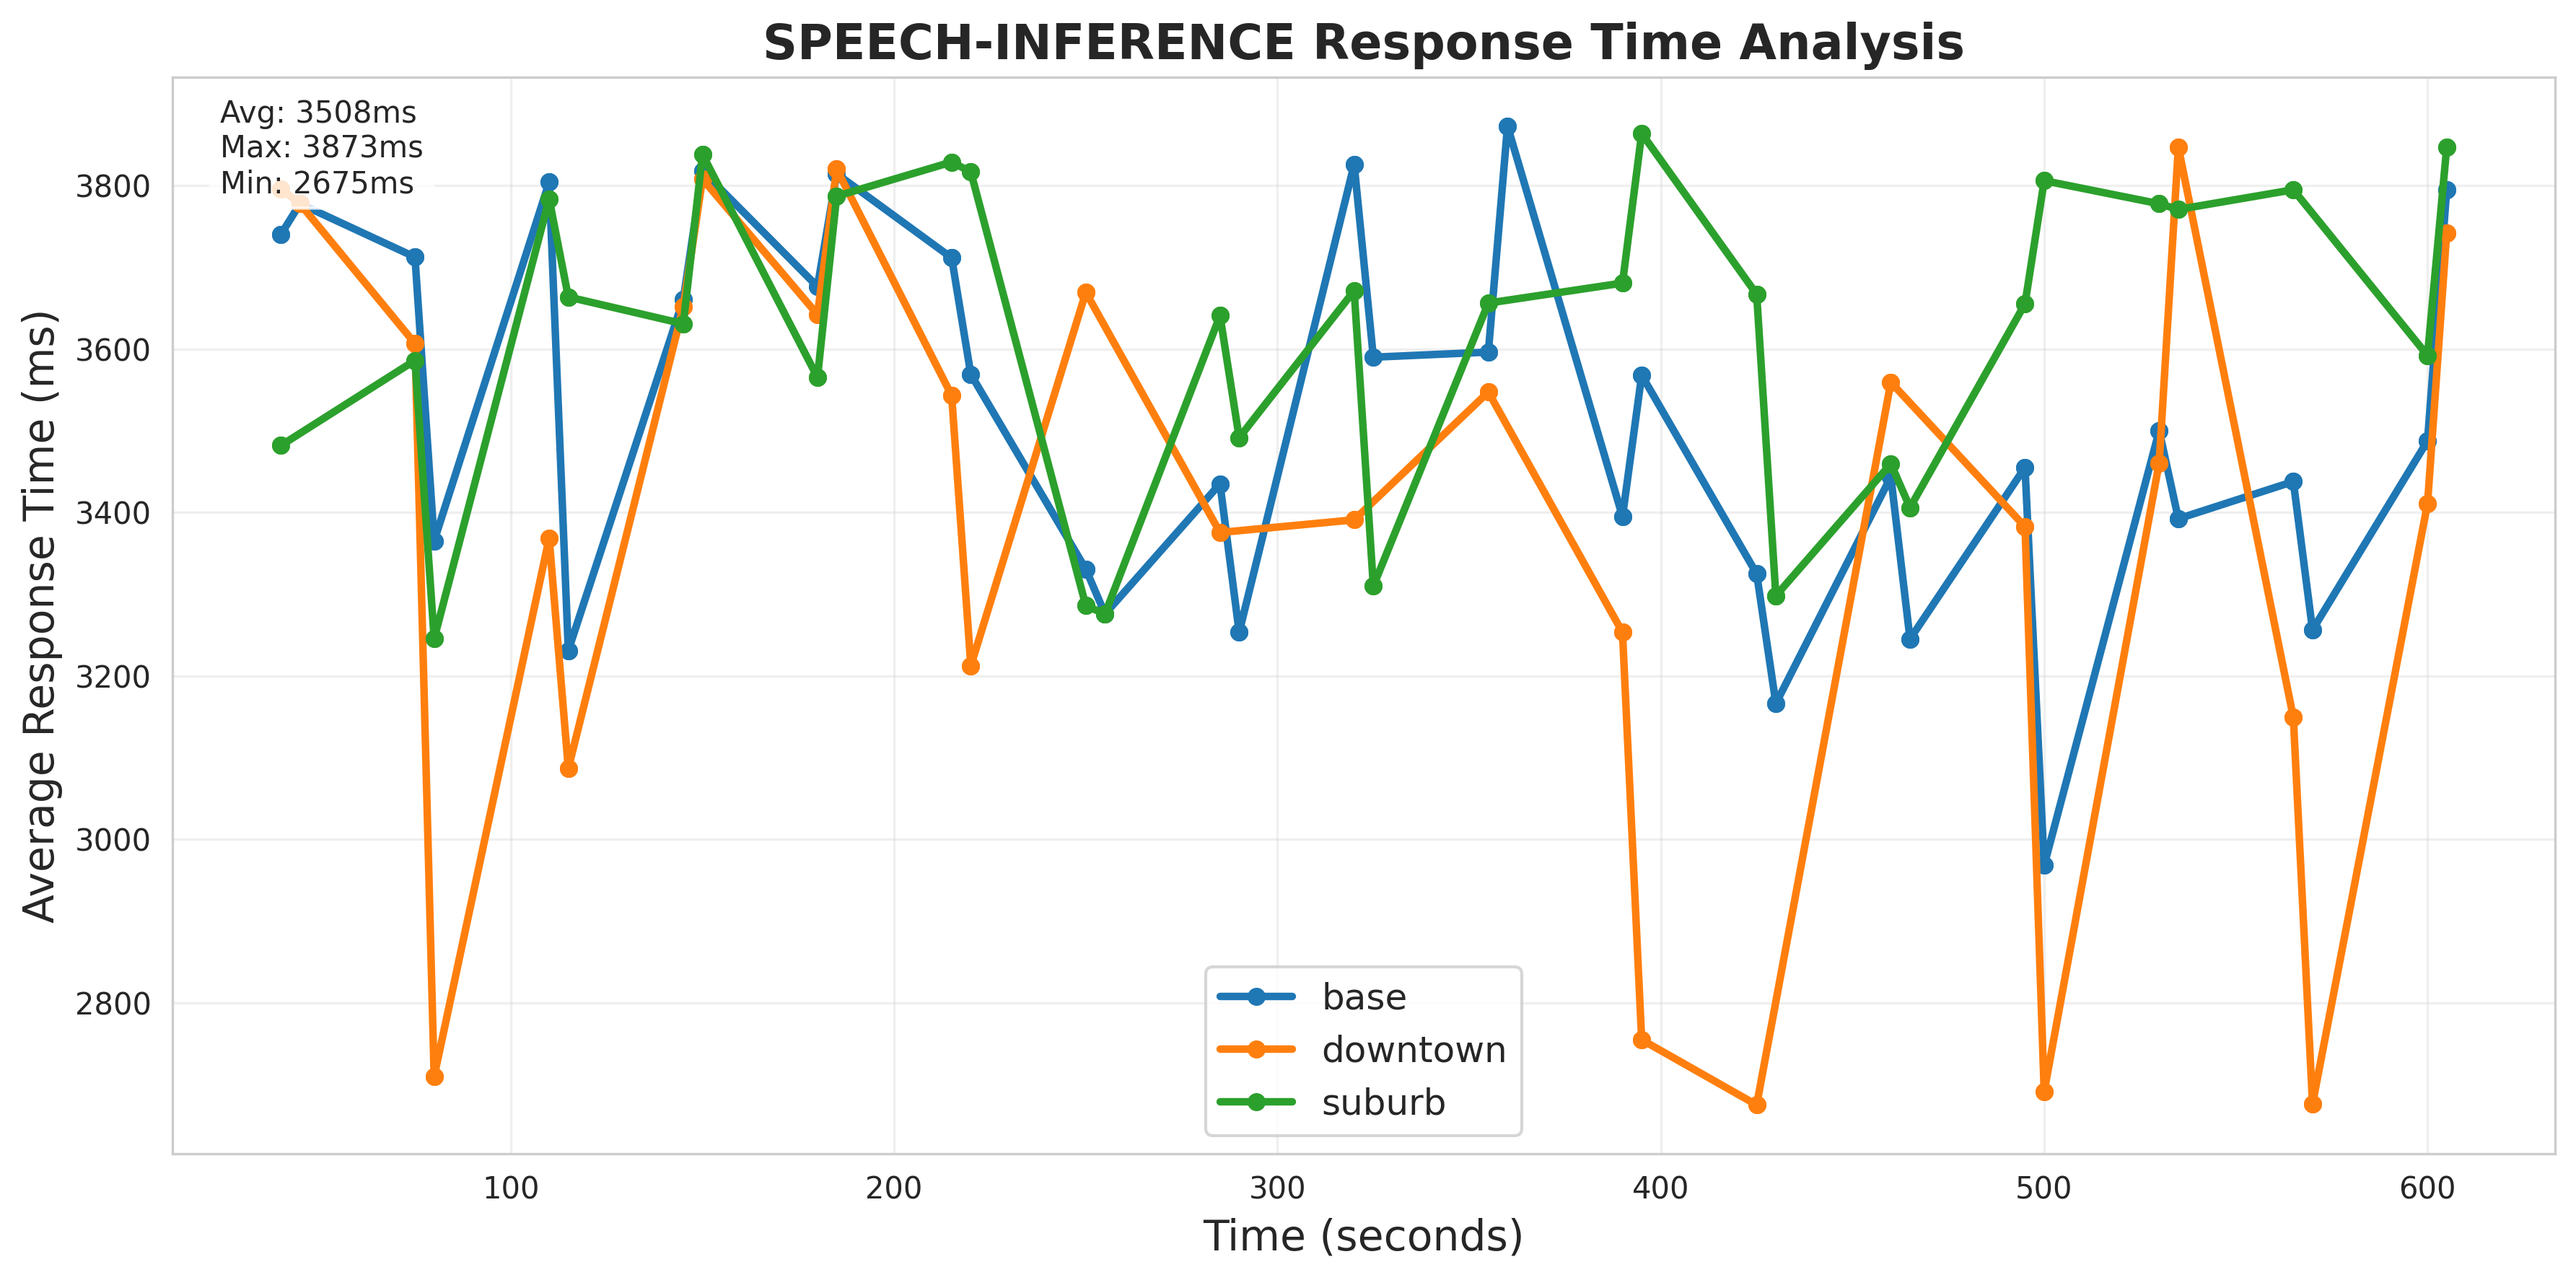 SPEECH-INFERENCE Response Time Analysis
Avg: 3508ms
Max: 3873ms
Min: 2675ms
Average Response Time (ms)
3800
3600
3400
3200
3000
2800
base
downtown
suburb
100 200 300 400 500 600
Time (seconds)